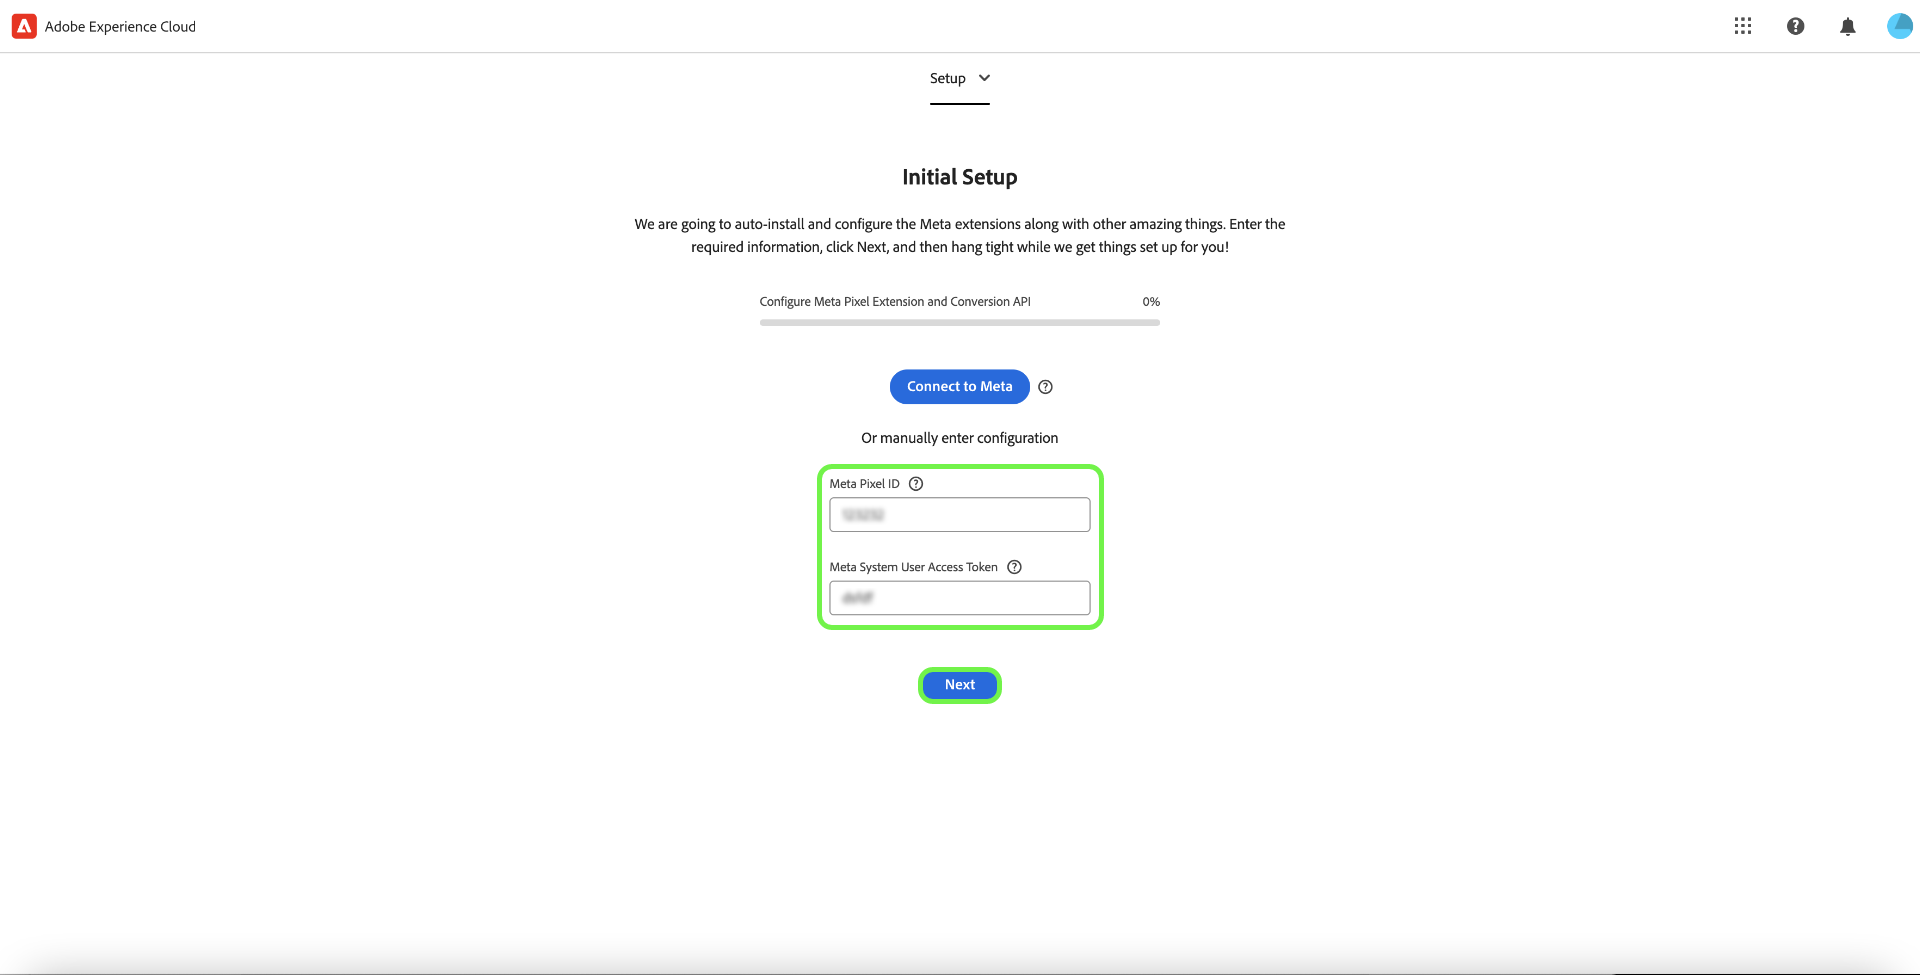 Adobe Experience Cloud
Setup
Initial Setup
We are going to auto-install and configure the Meta extensions along with other amazing things. Enter the
required information, click Next, and then hang tight while we get things set up for you!
Configure Meta Pixel Extension and Conversion API 0%
Connect to Meta
Or manually enter configuration
Meta Pixel ID
Meta System User Access Token
Next